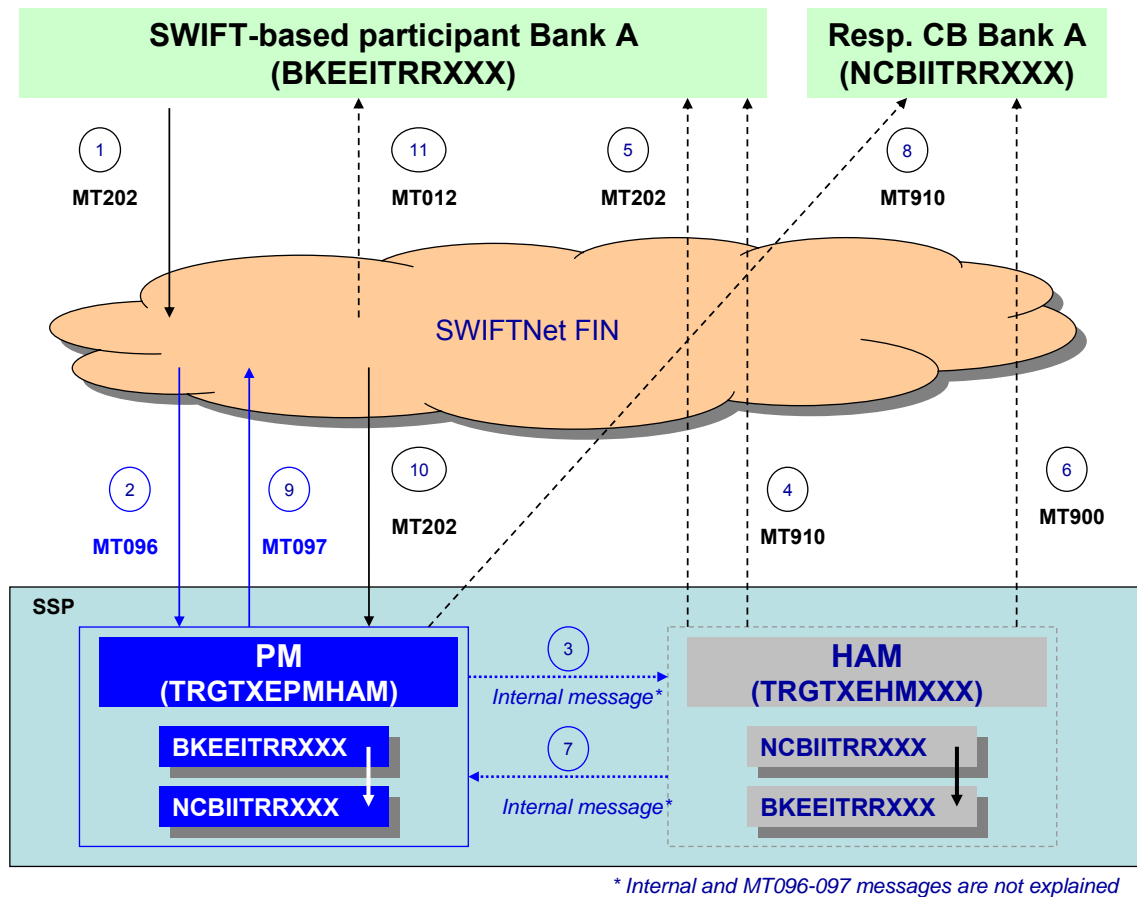 SWIFT-based participant Bank A
(BKEEITRRXXX)
Resp. CB Bank A
(NCBIITRRXXX)
1
MT202
11
MT012
5
MT202
8
MT910
SWIFTNet FIN
2
MT096
9
MT097
10
MT202
4
MT910
6
MT900
SSP
PM
(TRGTXEPMHAM)
BKEEITRRXXX
NCBIITRRXXX
3
Internal message*
7
Internal message*
HAM
(TRGTXEHMXXX)
NCBIITRRXXX
BKEEITRRXXX
* Internal and MT096-097 messages are not explained